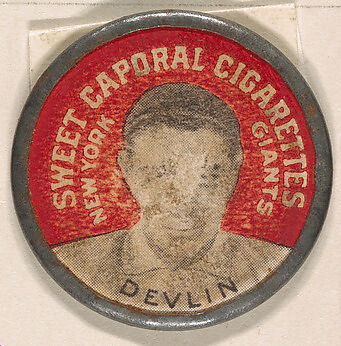 SWEET CAPORAL CIGARETTES
NEW YORK
GIANTS
DEVLIN